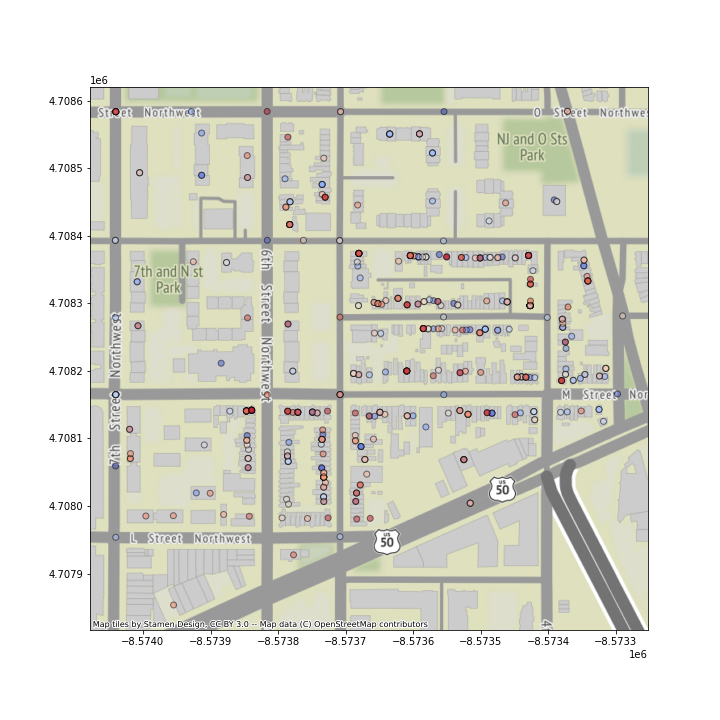 1e6
4.7086
4.7085
4.7084
4.7083
4.7082
4.7081
4.7080
4.7079
Street Northwest
O Street Northwes
NJ and O Sts
Park
7th and N st
Park
6th Street Northwest
7th Street Northwest
M Street Nor
US
50
US
50
L Street Northwest
4
Map tiles by Stamen Design, CC BY 3.0 -- Map data (C) OpenStreetMap contributors
−8.5740 −8.5739 −8.5738 −8.5737 −8.5736 −8.5735 −8.5734 −8.5733
1e6